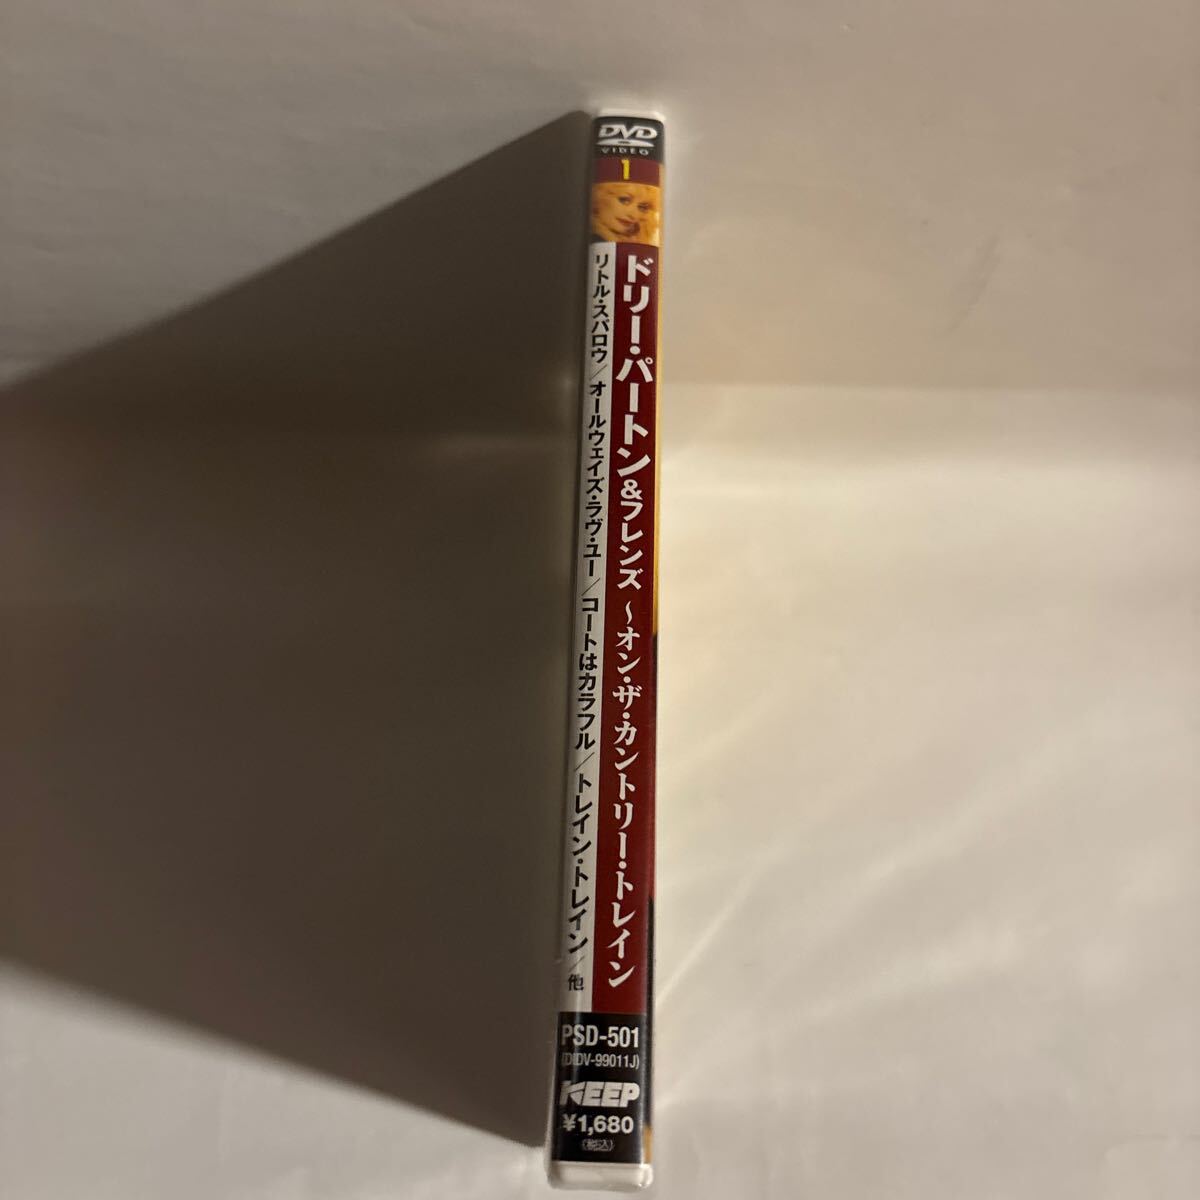 DVD
VIDEO
1
ドリー・パートン&フレンズ ～オン・ザ・カントリー・トレイン
リトル・スパロウ／オールウェイズ・ラヴ・ユー／コートはカラフル／トレイン・トレイン／他
PSD-501
(DIDV-99011J)
KEEP
¥1,680
(税込)